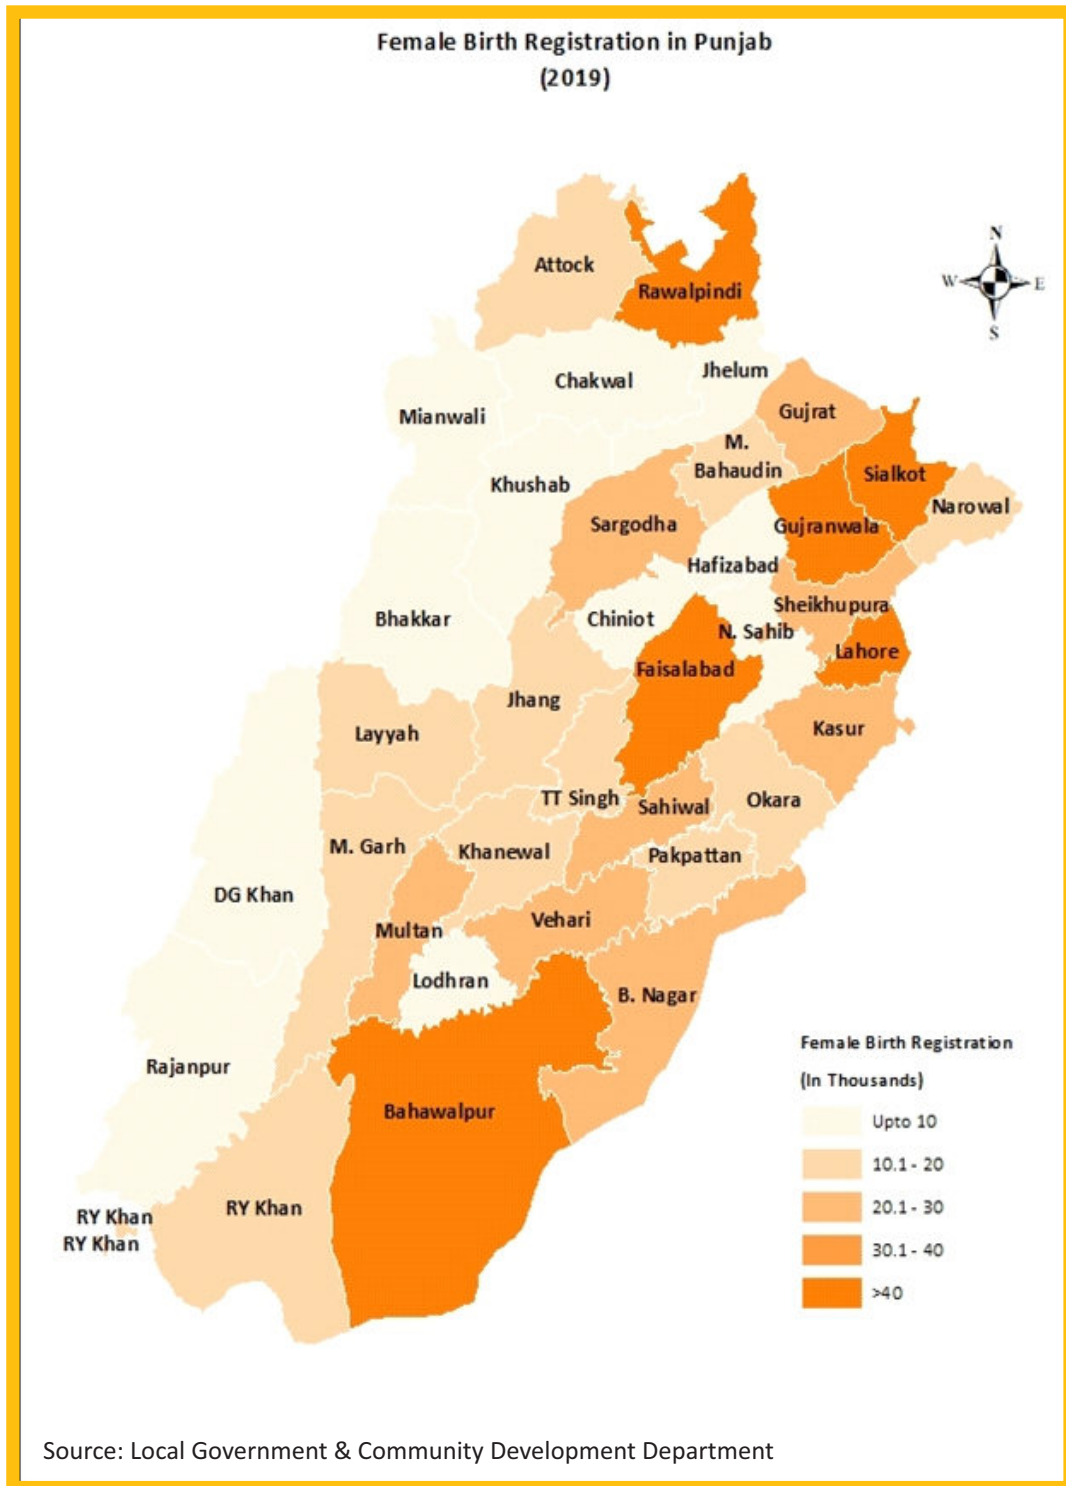 Female Birth Registration in Punjab
(2019)
N
W
E
S
Attock
Rawalpindi
Chakwal
Jhelum
Mianwali
Gujrat
M.
Bahaudin
Khushab
Sialkot
Narowal
Sargodha
Gujranwala
Hafizabad
Sheikhupura
Bhakkar
Chiniot
N. Sahib
Lahore
Faisalabad
Jhang
Layyah
Kasur
TT Singh
Sahiwal
Okara
M. Garh
Khanewal
Pakpattan
DG Khan
Multan
Vehari
Lodhran
B. Nagar
Rajanpur
Bahawalpur
RY Khan
RY Khan
RY Khan
Female Birth Registration
(In Thousands)
Upto 10
10.1 - 20
20.1 - 30
30.1 - 40
>40
Source: Local Government & Community Development Department